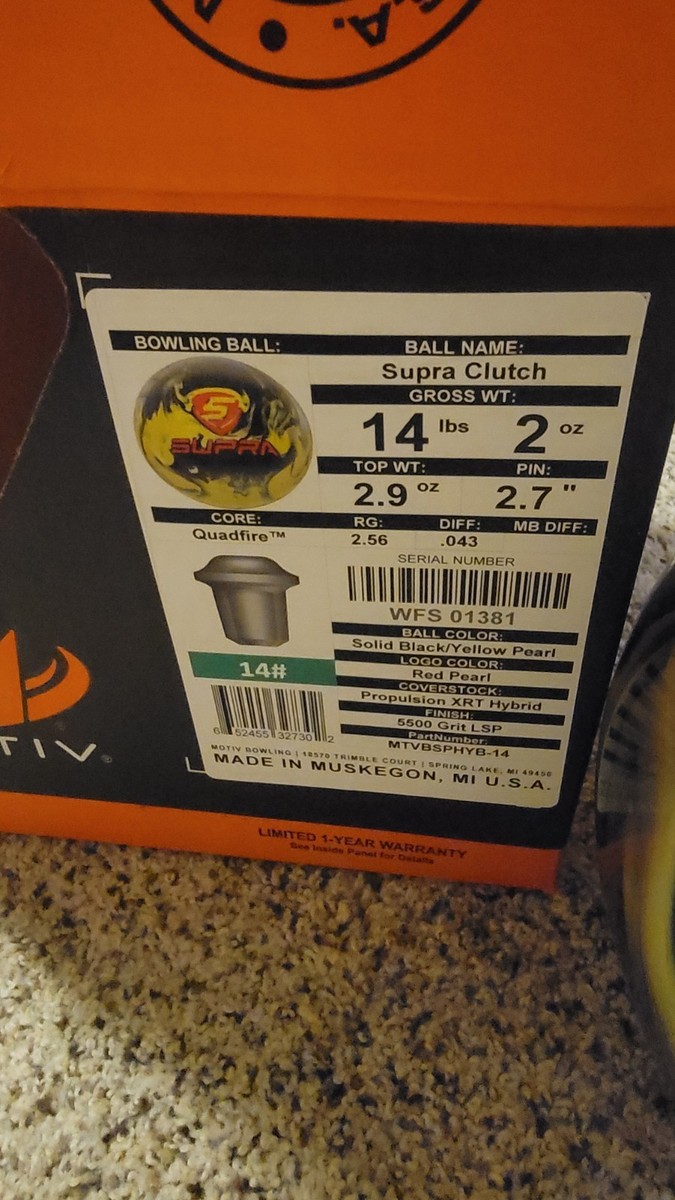 .A.
BOWLING BALL:
BALL NAME:
Supra Clutch
GROSS WT:
14 lbs 2 oz
S
SUPRA
TOP WT: PIN:
2.9 oz 2.7 "
CORE: RG: DIFF: MB DIFF:
Quadfire™ 2.56 .043
SERIAL NUMBER
WFS 01381
BALL COLOR:
Solid Black/Yellow Pearl
LOGO COLOR:
Red Pearl
COVERSTOCK:
Propulsion XRT Hybrid
FINISH:
5500 Grit LSP
PartNumber:
MTVBSPHYB-14
14#
6 52455 32730 2
MOTIV BOWLING | 18570 TRIMBLE COURT | SPRING LAKE, MI 49456
MADE IN MUSKEGON, MI U.S.A.
TIV®
LIMITED 1-YEAR WARRANTY
See Inside Panel for Details